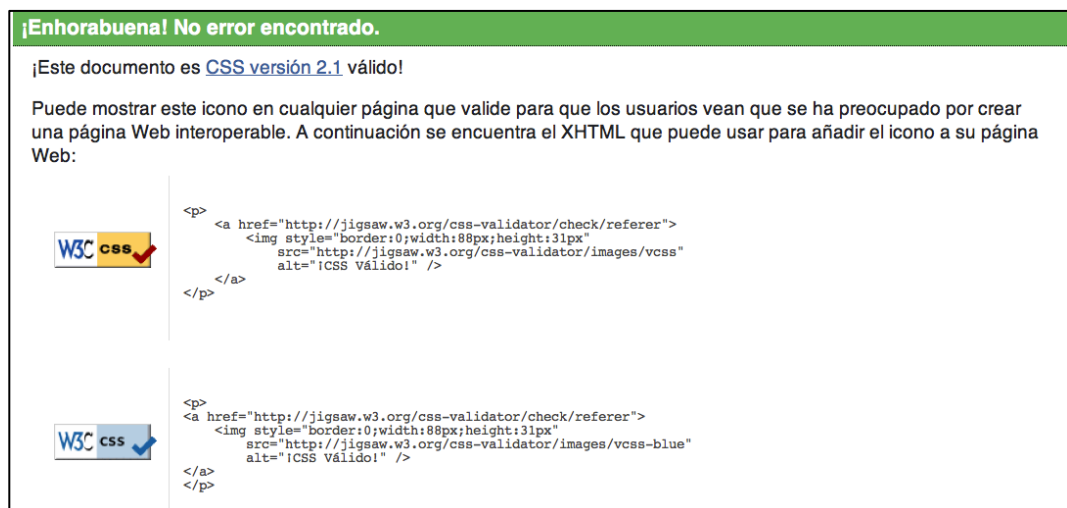 ¡Enhorabuena! No error encontrado.
¡Este documento es CSS versión 2.1 válido!
Puede mostrar este icono en cualquier página que valide para que los usuarios vean que se ha preocupado por crear
una página Web interoperable. A continuación se encuentra el XHTML que puede usar para añadir el icono a su página
Web:
<p>
<a href="http://jigsaw.w3.org/css-validator/check/referer">
<img style="border:0;width:88px;height:31px"
src="http://jigsaw.w3.org/css-validator/images/vcss"
alt="¡CSS Válido!" />
</a>
</p>
W3C css
<p>
<a href="http://jigsaw.w3.org/css-validator/check/referer">
<img style="border:0;width:88px;height:31px"
src="http://jigsaw.w3.org/css-validator/images/vcss-blue"
alt="¡CSS Válido!" />
</a>
</p>
W3C css